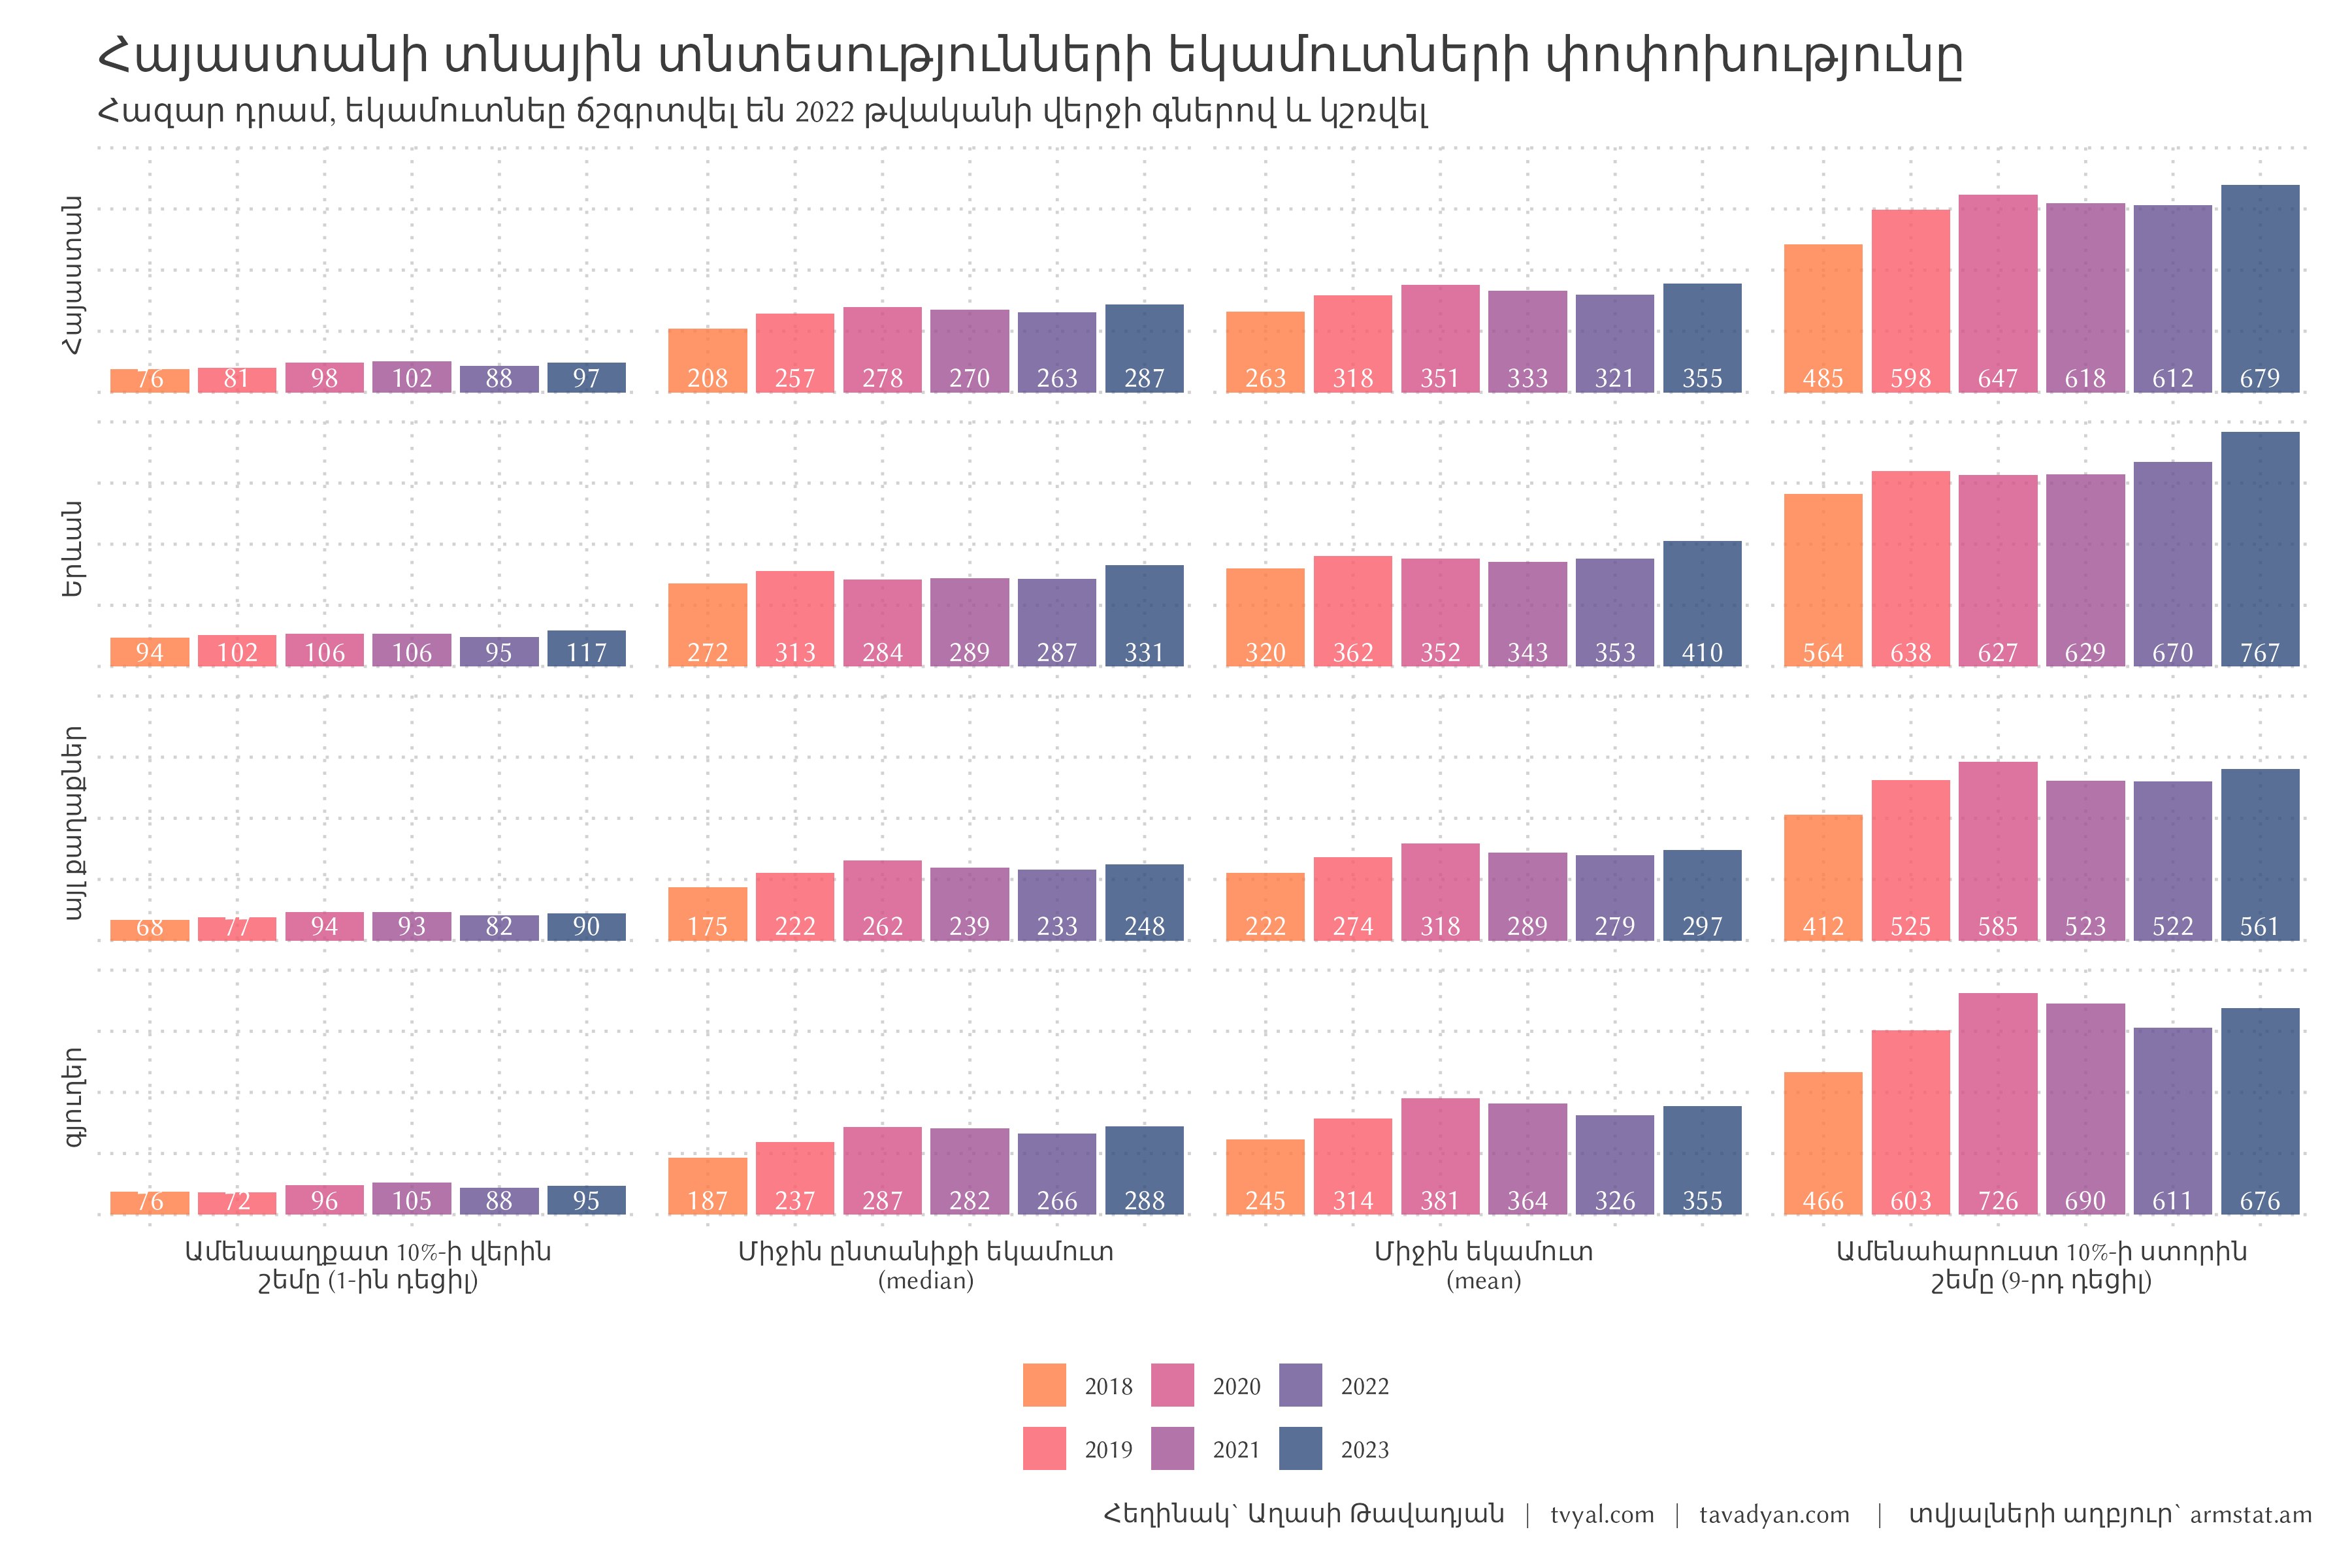 Հայաստանի տնային տնտեսությունների եկամուտների փոփոխությունը
Հազար դրամ, եկամուտները ճշգրտվել են 2022 թվականի վերջի գներով և կշռվել
Հայաստան
76 81 98 102 88 97 208 257 278 270 263 287 263 318 351 333 321 355 485 598 647 618 612 679
Երևան
94 102 106 106 95 117 272 313 284 289 287 331 320 362 352 343 353 410 564 638 627 629 670 767
այլ քաղաքներ
68 77 94 93 82 90 175 222 262 239 233 248 222 274 318 289 279 297 412 525 585 523 522 561
գյուղեր
76 72 96 105 88 95 187 237 287 282 266 288 245 314 381 364 326 355 466 603 726 690 611 676
Ամենաաղքատ 10%-ի վերին
շեմը (1-ին դեցիլ)
Միջին ընտանիքի եկամուտ
(median)
Միջին եկամուտ
(mean)
Ամենահարուստ 10%-ի ստորին
շեմը (9-րդ դեցիլ)
2018 2020 2022
2019 2021 2023
Հեղինակ` Աղասի Թավադյան | tvyal.com | tavadyan.com | տվյալների աղբյուր` armstat.am